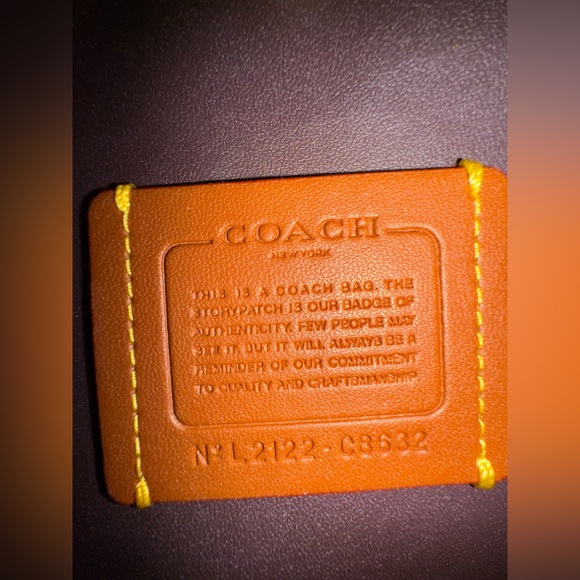 COACH
NEW YORK
THIS IS A COACH BAG. THE
STORYPATCH IS OUR BADGE OF
AUTHENTICITY. FEW PEOPLE MAY
SEE IT, BUT IT WILL ALWAYS BE A
REMINDER OF OUR COMMITMENT
TO QUALITY AND CRAFTSMANSHIP.
Nº L2122-C8632